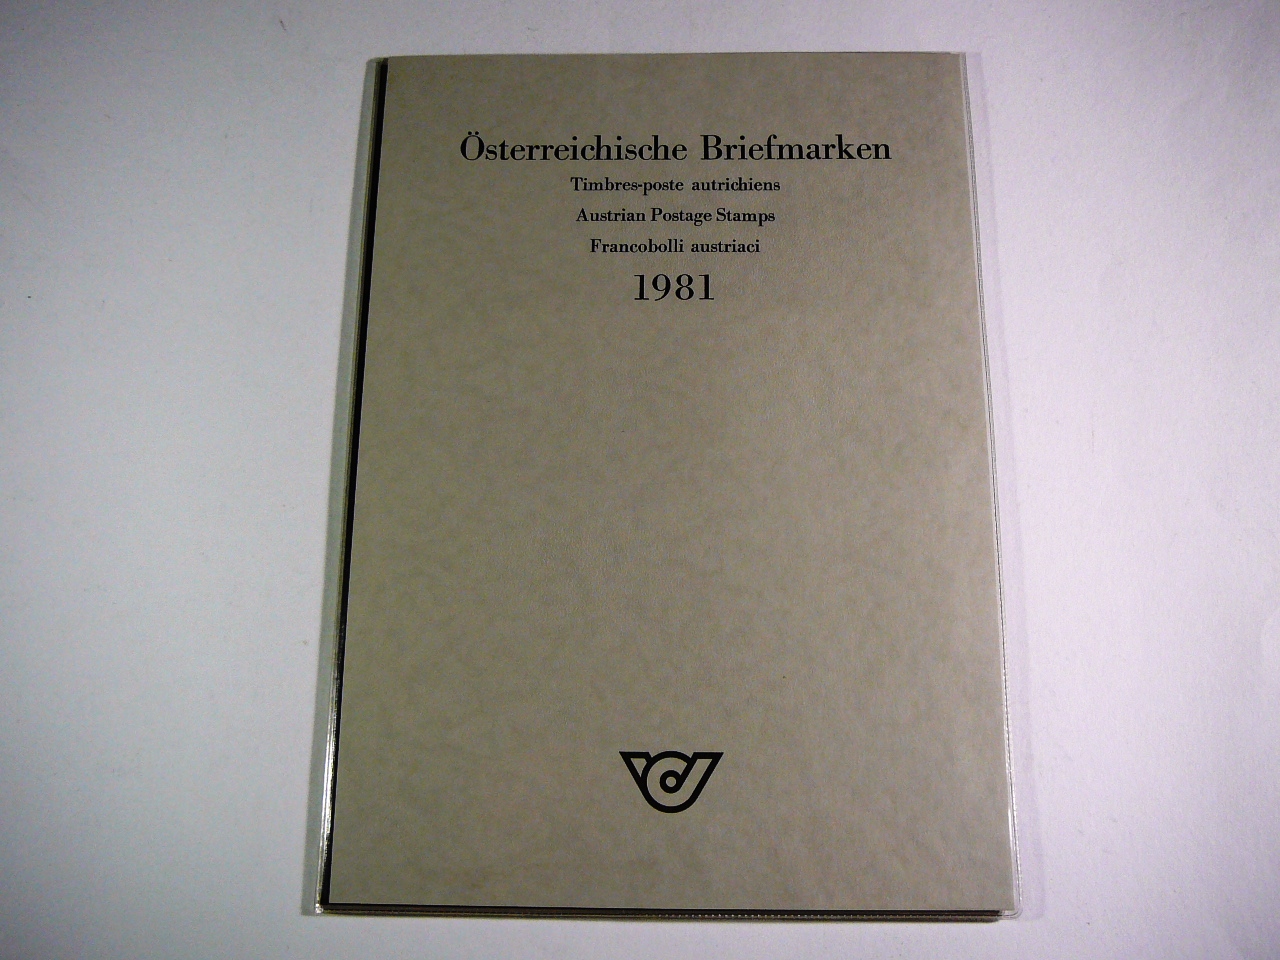 Österreichische Briefmarken
Timbres-poste autrichiens
Austrian Postage Stamps
Francobolli austriaci
1981